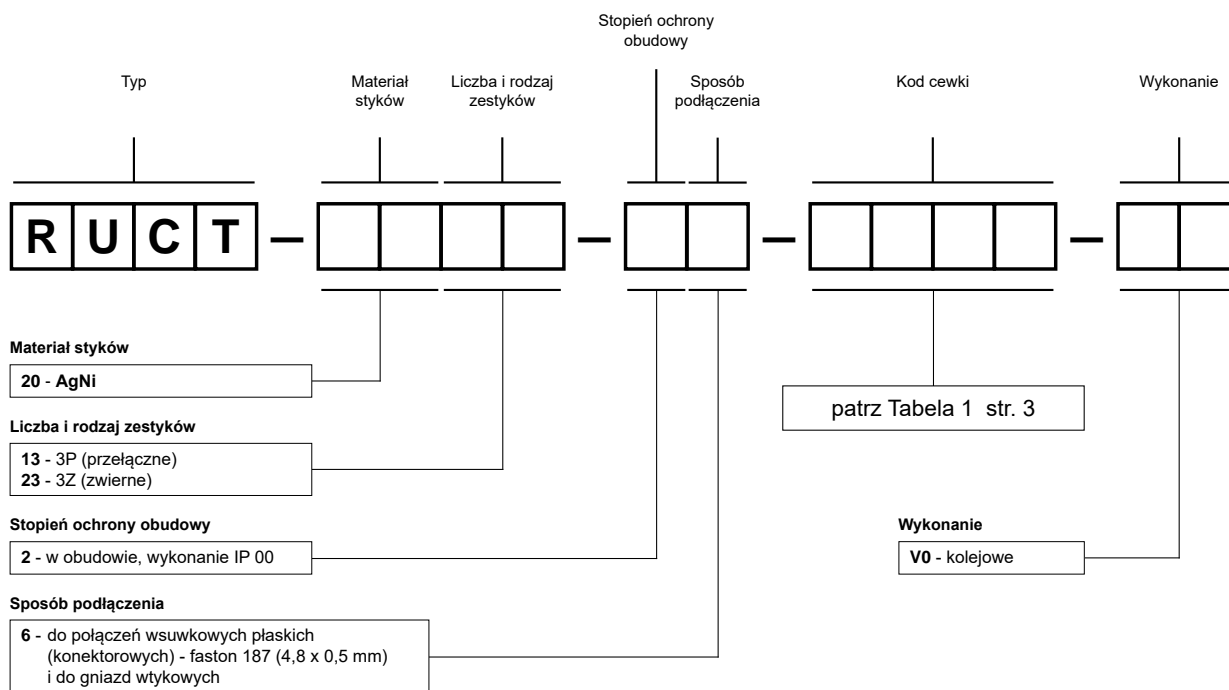 Stopień ochrony
obudowy
Typ
Materiał
styków
Liczba i rodzaj
zestyków
Sposób
podłączenia
Kod cewki
Wykonanie
R U C T – – – –
Materiał styków
20 - AgNi
patrz Tabela 1 str. 3
Liczba i rodzaj zestyków
13 - 3P (przełączne)
23 - 3Z (zwierne)
Stopień ochrony obudowy
2 - w obudowie, wykonanie IP 00
Wykonanie
V0 - kolejowe
Sposób podłączenia
6 - do połączeń wsuwkowych płaskich
(konektorowych) - faston 187 (4,8 x 0,5 mm)
i do gniazd wtykowych